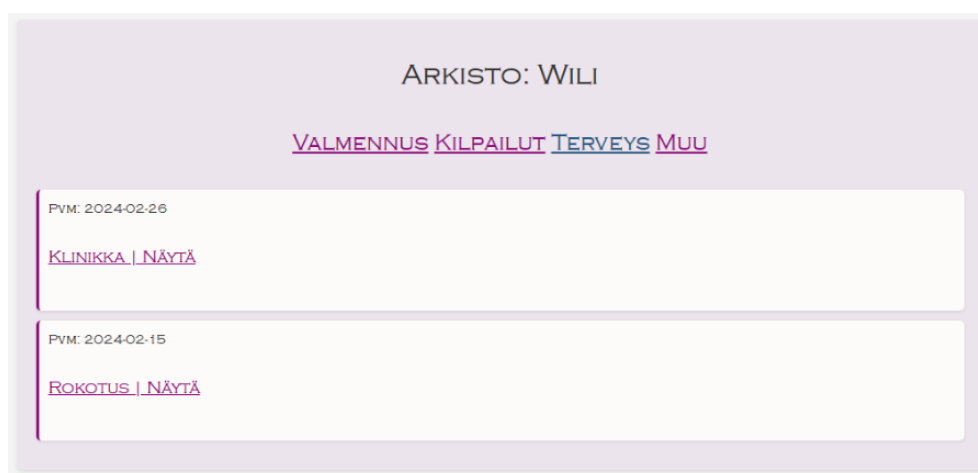 Arkisto: Wili
Valmennus Kilpailut Terveys Muu
Pvm: 2024-02-26
Klinikka | Näytä
Pvm: 2024-02-15
Rokotus | Näytä